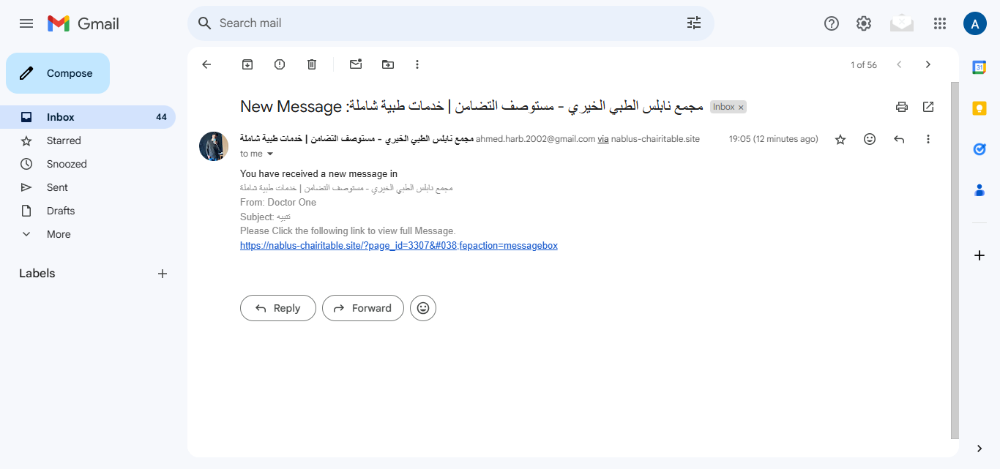 Gmail
Search mail
A
Compose
1 of 56
31
Inbox 44
New Message :مجمع نابلس الطبي الخيري - مستوصف التضامن | خدمات طبية شاملة Inbox ×
مجمع نابلس الطبي الخيري - مستوصف التضامن | خدمات طبية شاملة ahmed.harb.2002@gmail.com via nablus-chairitable.site 19:05 (12 minutes ago)
Starred
to me
Snoozed
You have received a new message in
Sent
مجمع نابلس الطبي الخيري - مستوصف التضامن | خدمات طبية شاملة
From: Doctor One
Drafts
Subject: تنبيه
More
Please Click the following link to view full Message.
https://nablus-chairitable.site/?page_id=3307&#038;fepaction=messagebox
Labels
Reply
Forward